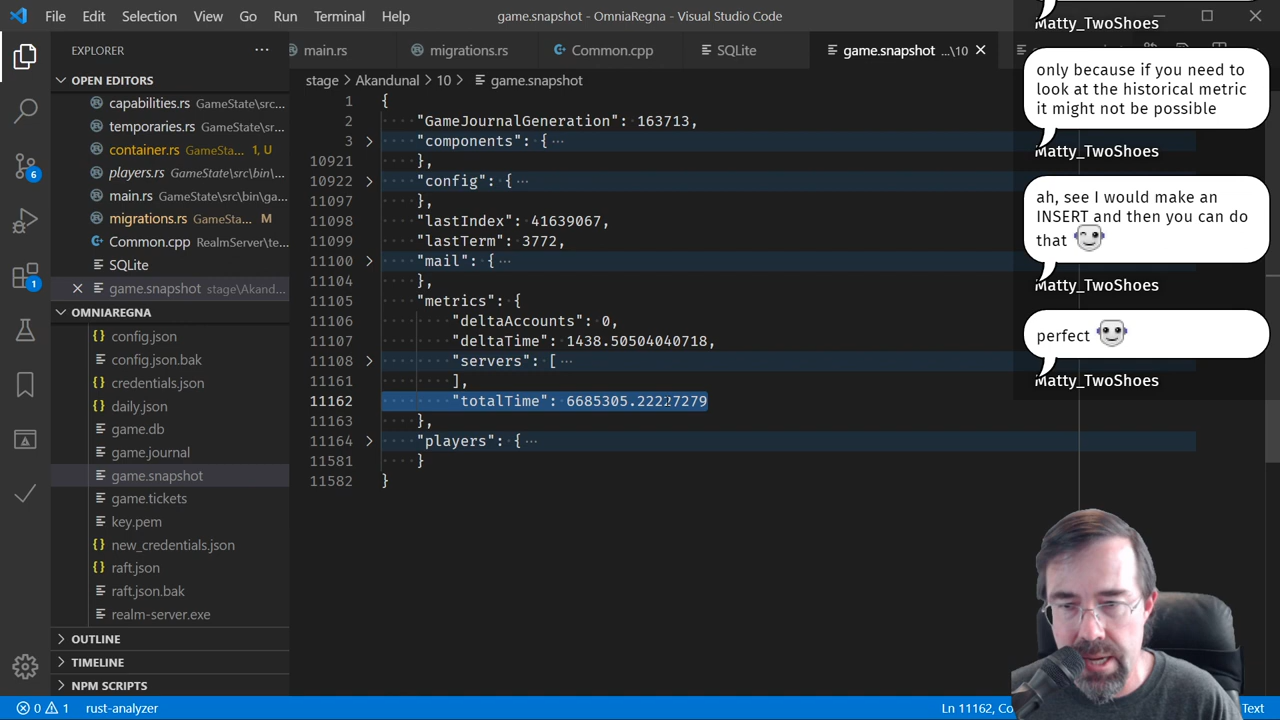 File Edit Selection View Go Run Terminal Help
game.snapshot - OmniaRegna - Visual Studio Code
EXPLORER
OPEN EDITORS
capabilities.rs GameState\src...
temporaries.rs GameState\src...
container.rs GameSta... 1, U
players.rs GameState\src\bin\...
main.rs GameState\src\bin\ga...
migrations.rs GameSta... M
Common.cpp RealmServer\te...
SQLite
game.snapshot stage\Akand...
OMNIAREGNA
config.json
config.json.bak
credentials.json
daily.json
game.db
game.journal
game.snapshot
game.tickets
key.pem
new_credentials.json
raft.json
raft.json.bak
realm-server.exe
OUTLINE
TIMELINE
NPM SCRIPTS
6
1
main.rs migrations.rs Common.cpp SQLite game.snapshot ...\10
stage > Akandunal > 10 > game.snapshot
1 {
2 "GameJournalGeneration": 163713,
3 "components": { ...
10921 },
10922 "config": { ...
11097 },
11098 "lastIndex": 41639067,
11099 "lastTerm": 3772,
11100 "mail": { ...
11104 },
11105 "metrics": {
11106 "deltaAccounts": 0,
11107 "deltaTime": 1438.50504040718,
11108 "servers": [ ...
11161 ],
11162 "totalTime": 6685305.22227279
11163 },
11164 "players": { ...
11581 }
11582 }
Matty_TwoShoes
only because if you need to
look at the historical metric
it might not be possible
Matty_TwoShoes
ah, see I would make an
INSERT and then you can do
that
Matty_TwoShoes
perfect
Matty_TwoShoes
0 1 rust-analyzer
Ln 11162, Co
Text